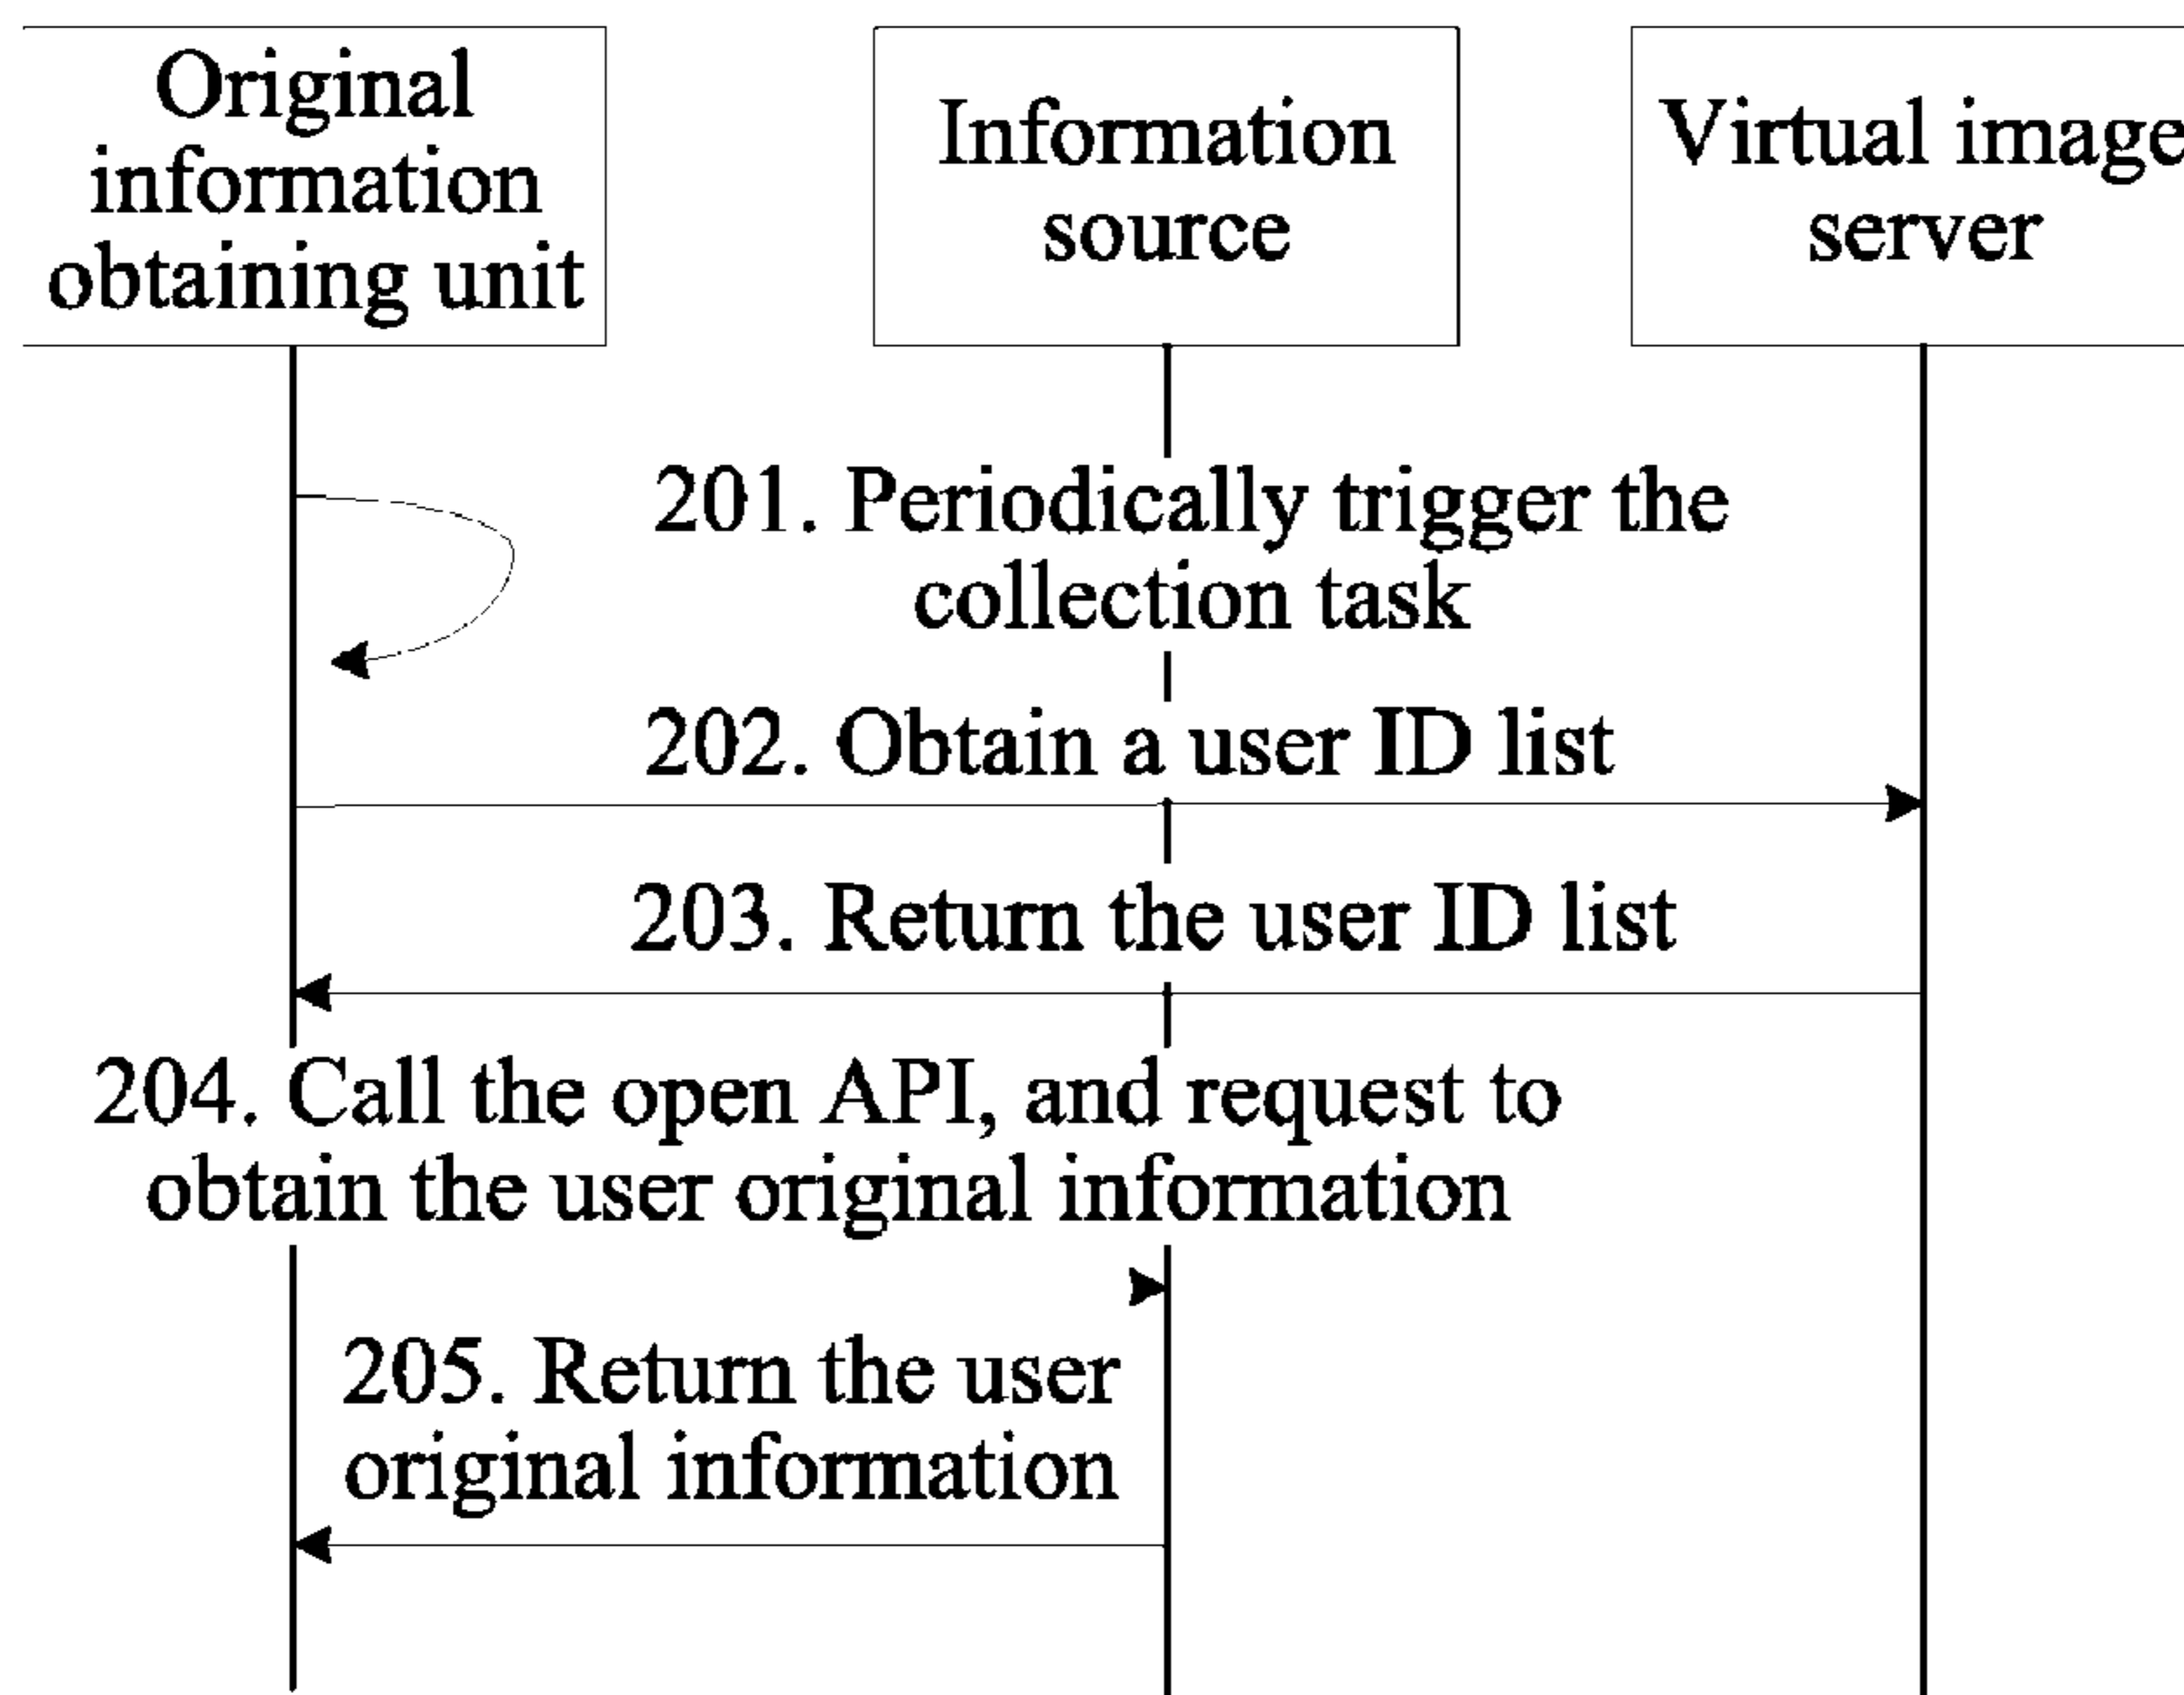 Original
information
obtaining unit
Information
source
Virtual image
server
201. Periodically trigger the
collection task
202. Obtain a user ID list
203. Return the user ID list
204. Call the open API, and request to
obtain the user original information
205. Return the user
original information